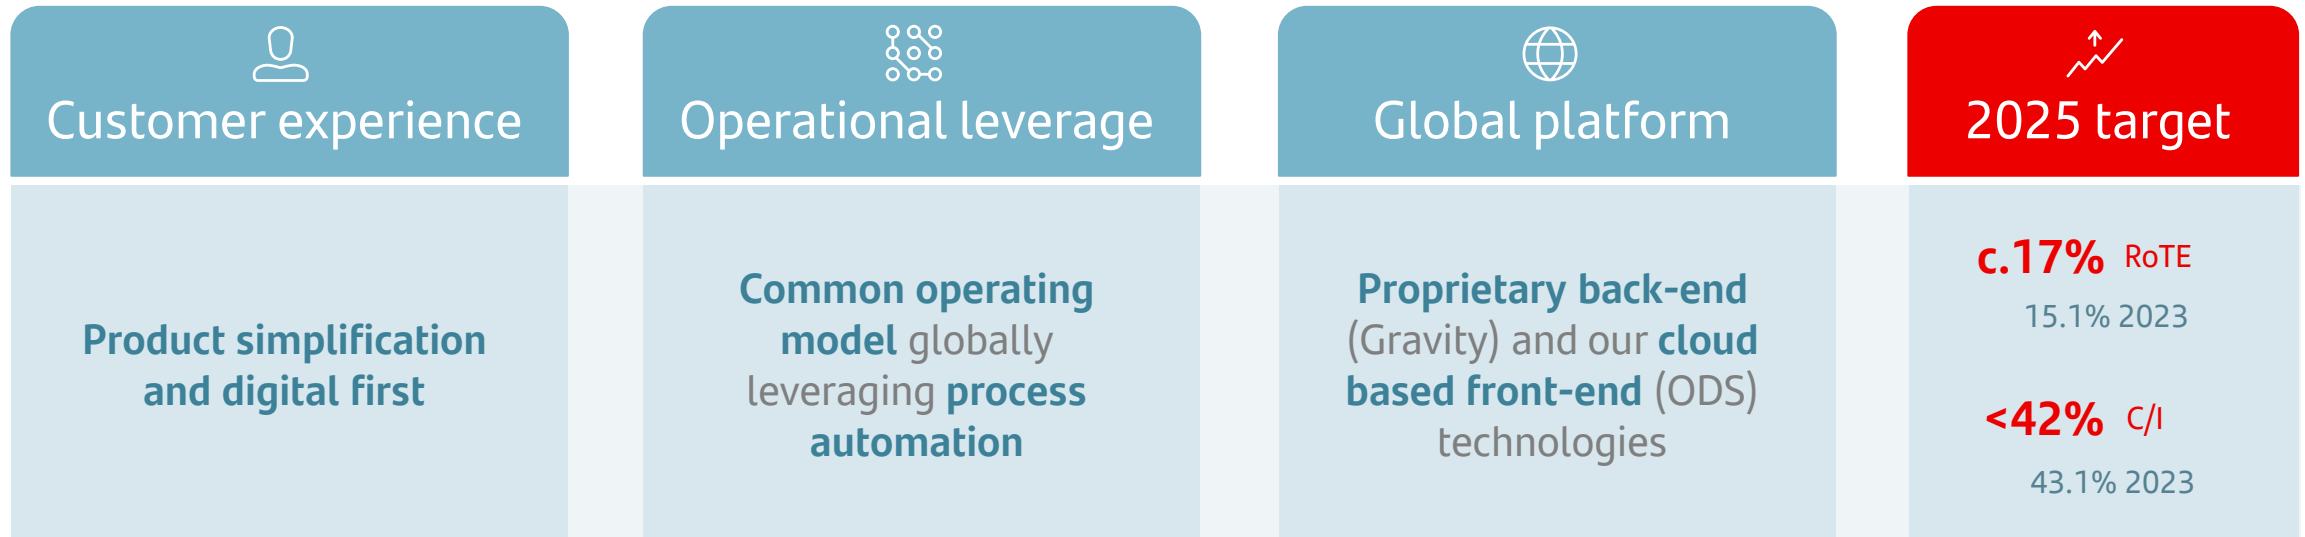 Customer experience
Product simplification
and digital first
Operational leverage
Common operating
model globally
leveraging process
automation
Global platform
Proprietary back-end
(Gravity) and our cloud
based front-end (ODS)
technologies
2025 target
c.17% RoTE
15.1% 2023
<42% C/I
43.1% 2023